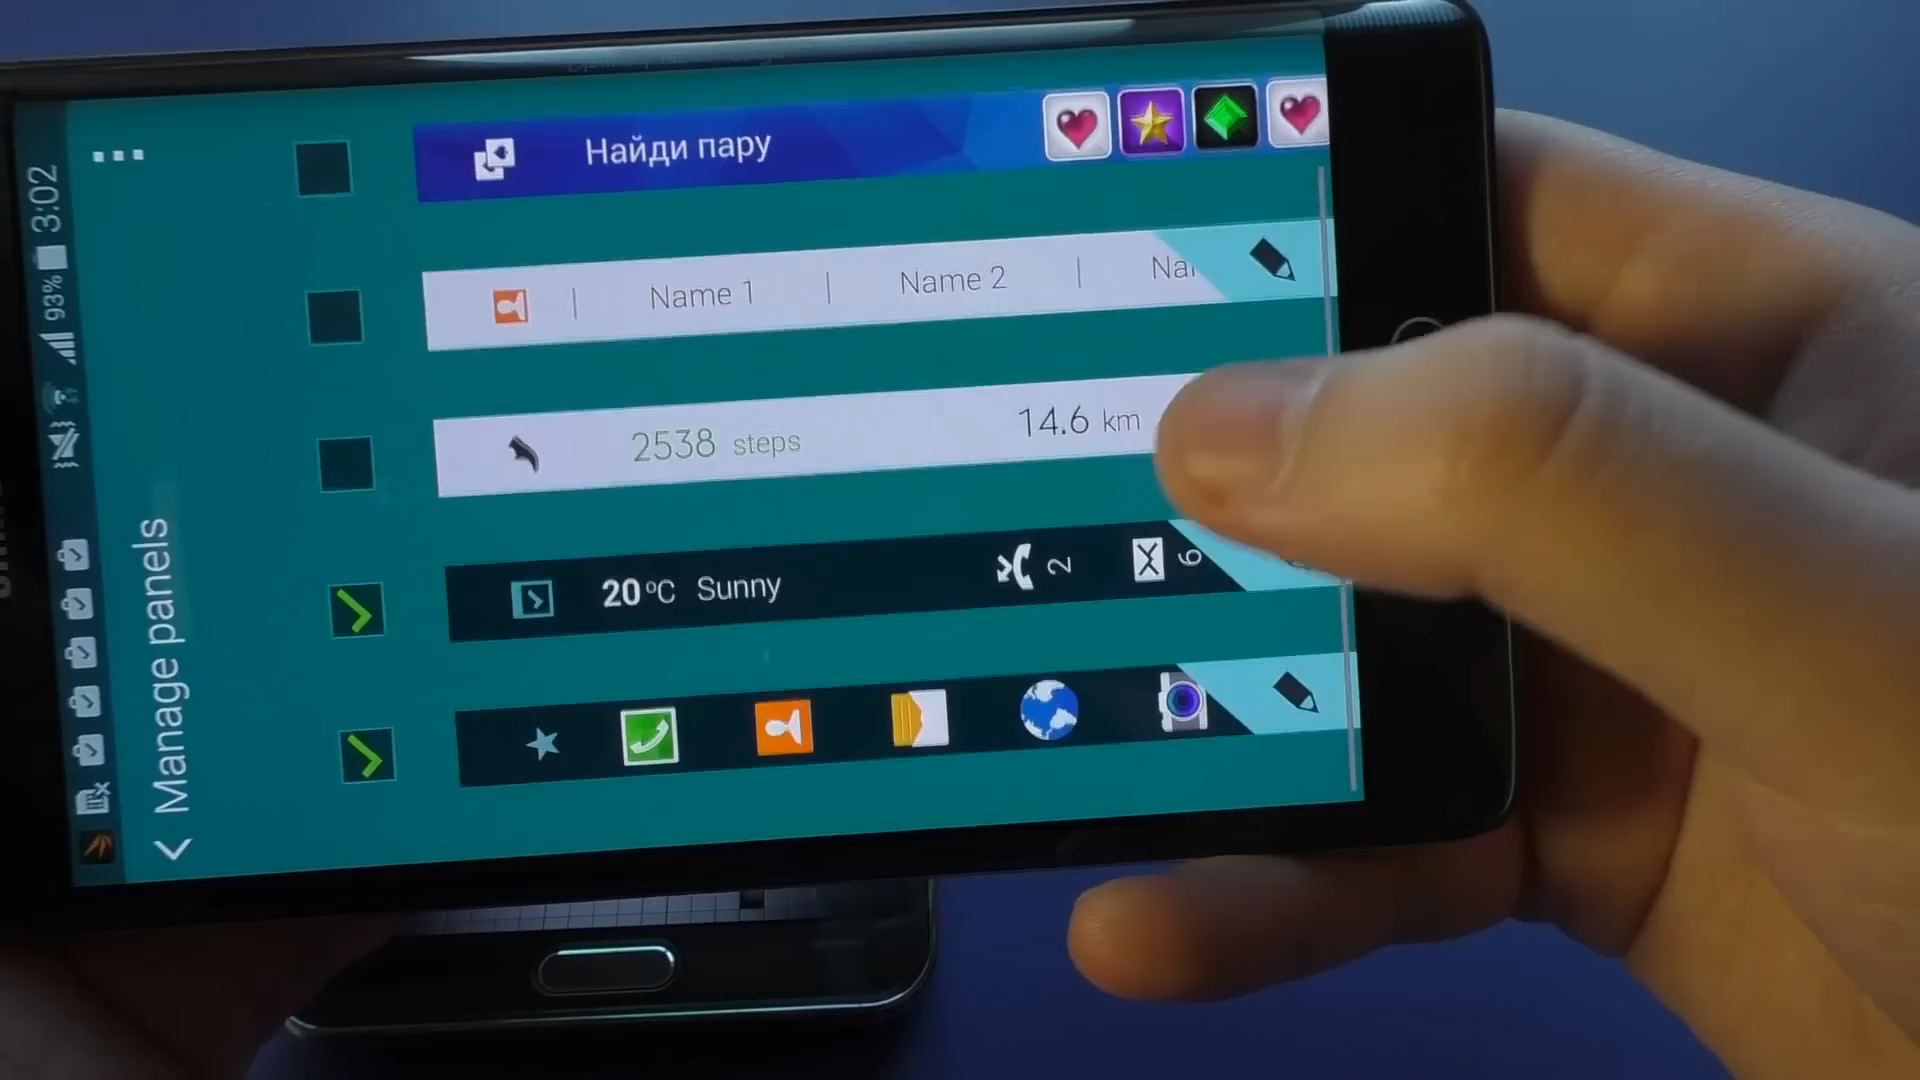 3:02
93%
Manage panels
Найди пару
Name 1 | Name 2 |
2538 steps 14.6 km
20°C Sunny 2 6